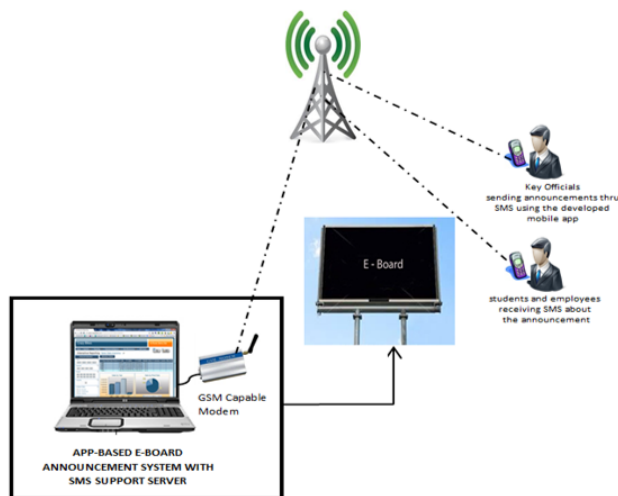 Key Officials
sending announcements thru
SMS using the developed
mobile app
E - Board
students and employees
receiving SMS about
the announcement
GSM Capable
Modem
APP-BASED E-BOARD
ANNOUNCEMENT SYSTEM WITH
SMS SUPPORT SERVER